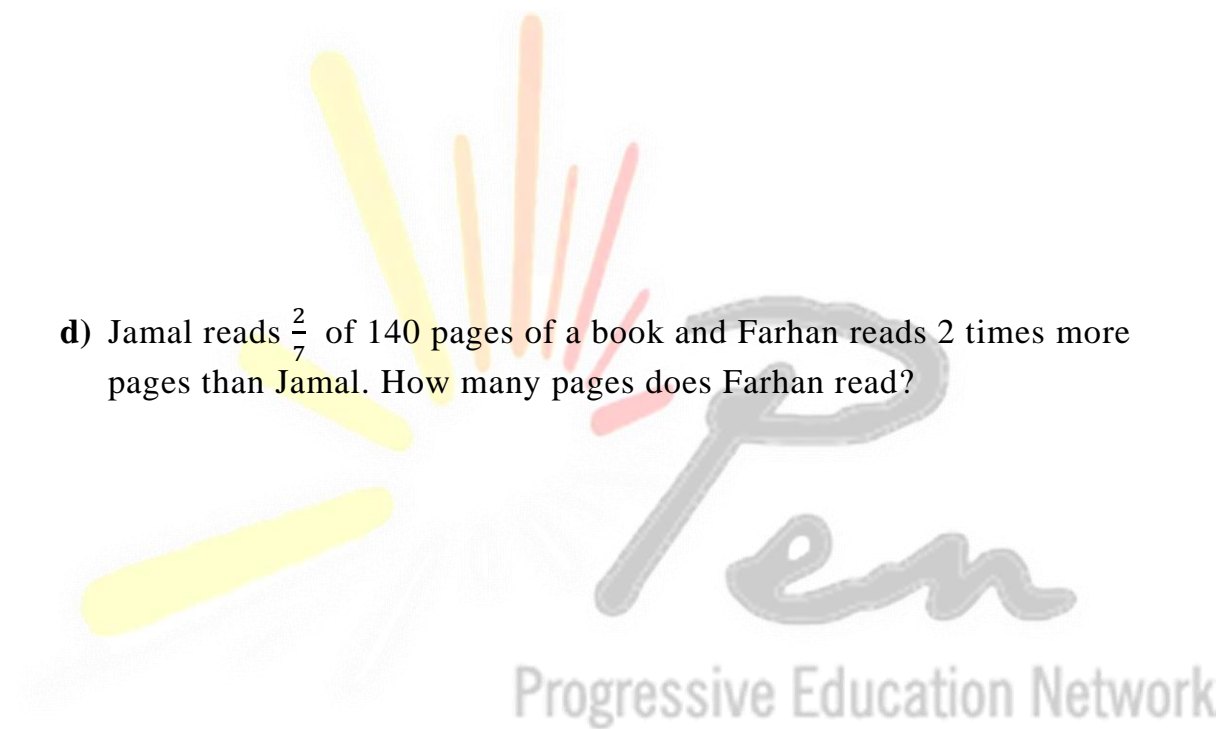 d) Jamal reads 2/7 of 140 pages of a book and Farhan reads 2 times more
pages than Jamal. How many pages does Farhan read?
Pen
Progressive Education Network